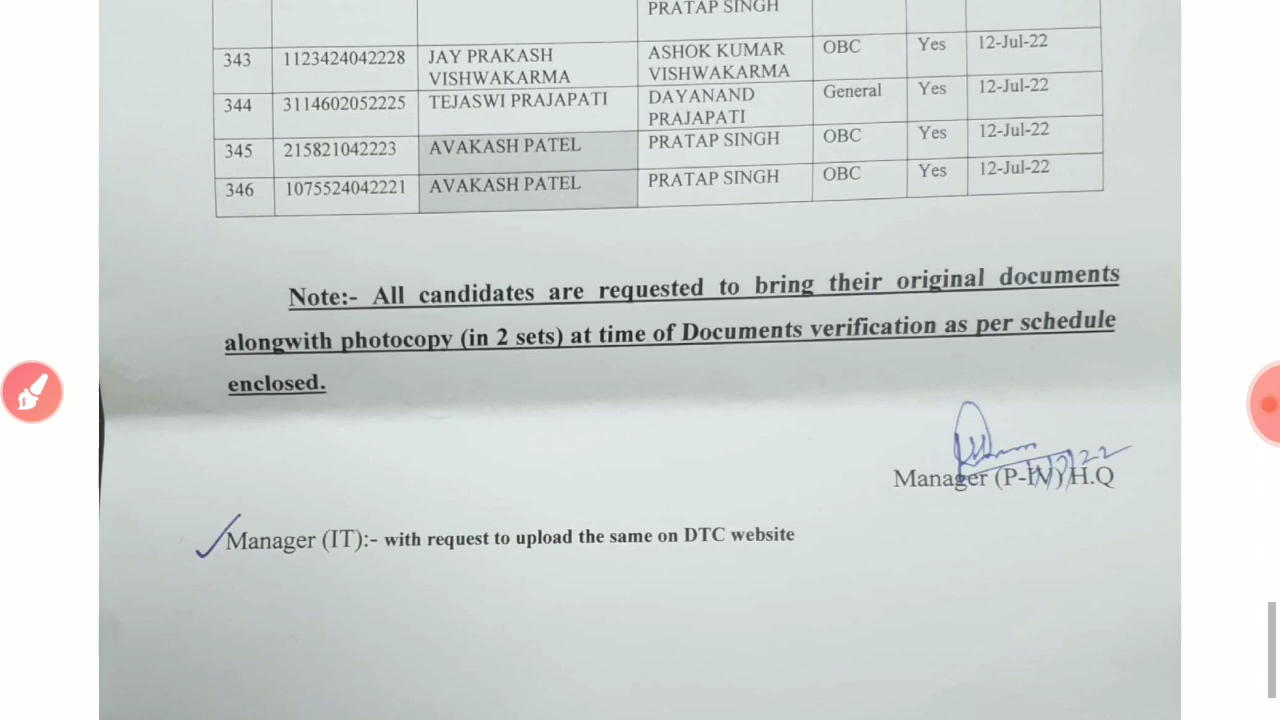 PRATAP SINGH
343 1123424042228 JAY PRAKASH VISHWAKARMA ASHOK KUMAR VISHWAKARMA OBC Yes 12-Jul-22
344 3114602052225 TEJASWI PRAJAPATI DAYANAND PRAJAPATI General Yes 12-Jul-22
345 215821042223 AVAKASH PATEL PRATAP SINGH OBC Yes 12-Jul-22
346 1075524042221 AVAKASH PATEL PRATAP SINGH OBC Yes 12-Jul-22
Note:- All candidates are requested to bring their original documents
alongwith photocopy (in 2 sets) at time of Documents verification as per schedule
enclosed.
Manager (P-IV) H.Q
Manager (IT):- with request to upload the same on DTC website